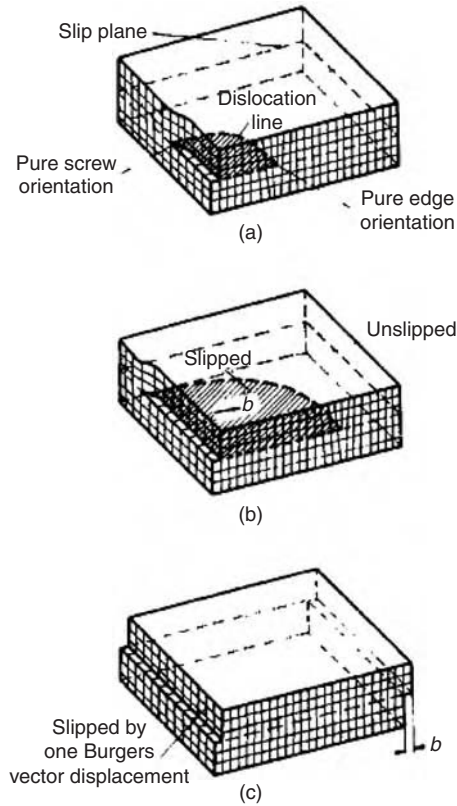 Slip plane
Dislocation
line
Pure screw
orientation
Pure edge
orientation
(a)
Unslipped
Slipped
b
(b)
Slipped by
one Burgers
vector displacement
b
(c)